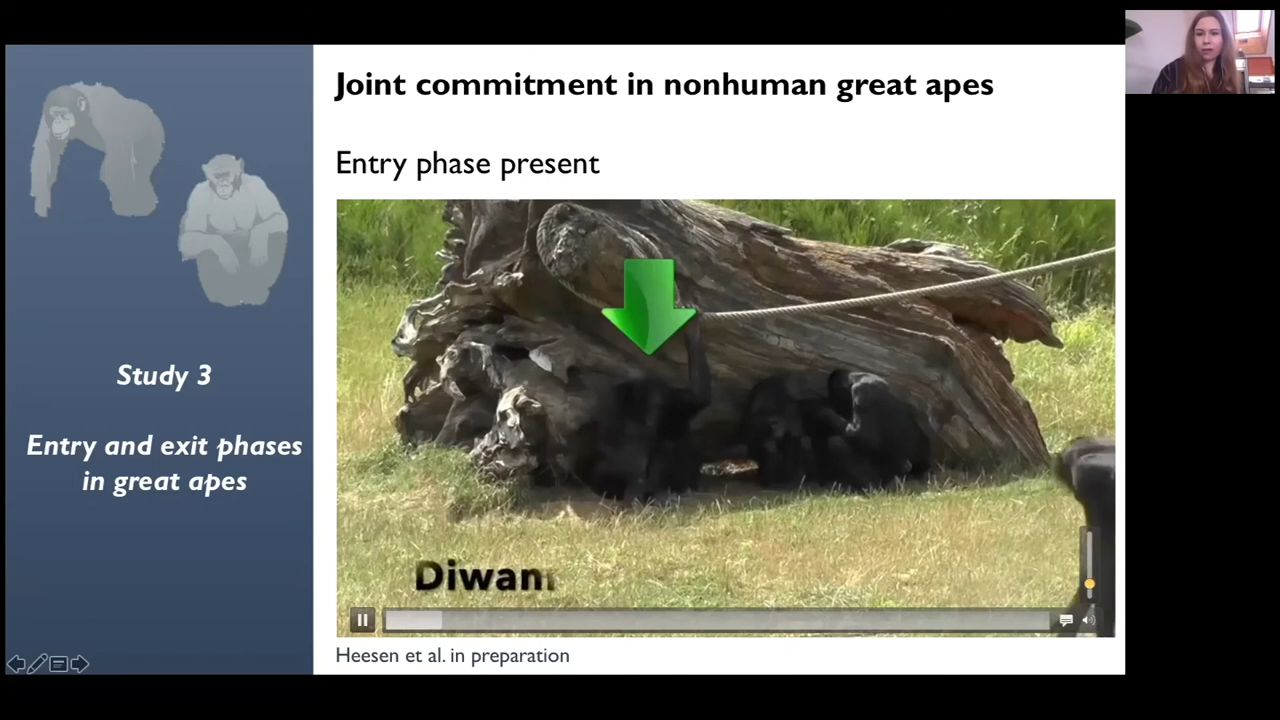 Joint commitment in nonhuman great apes
Entry phase present
Study 3
Entry and exit phases
in great apes
Diwani
Heesen et al. in preparation